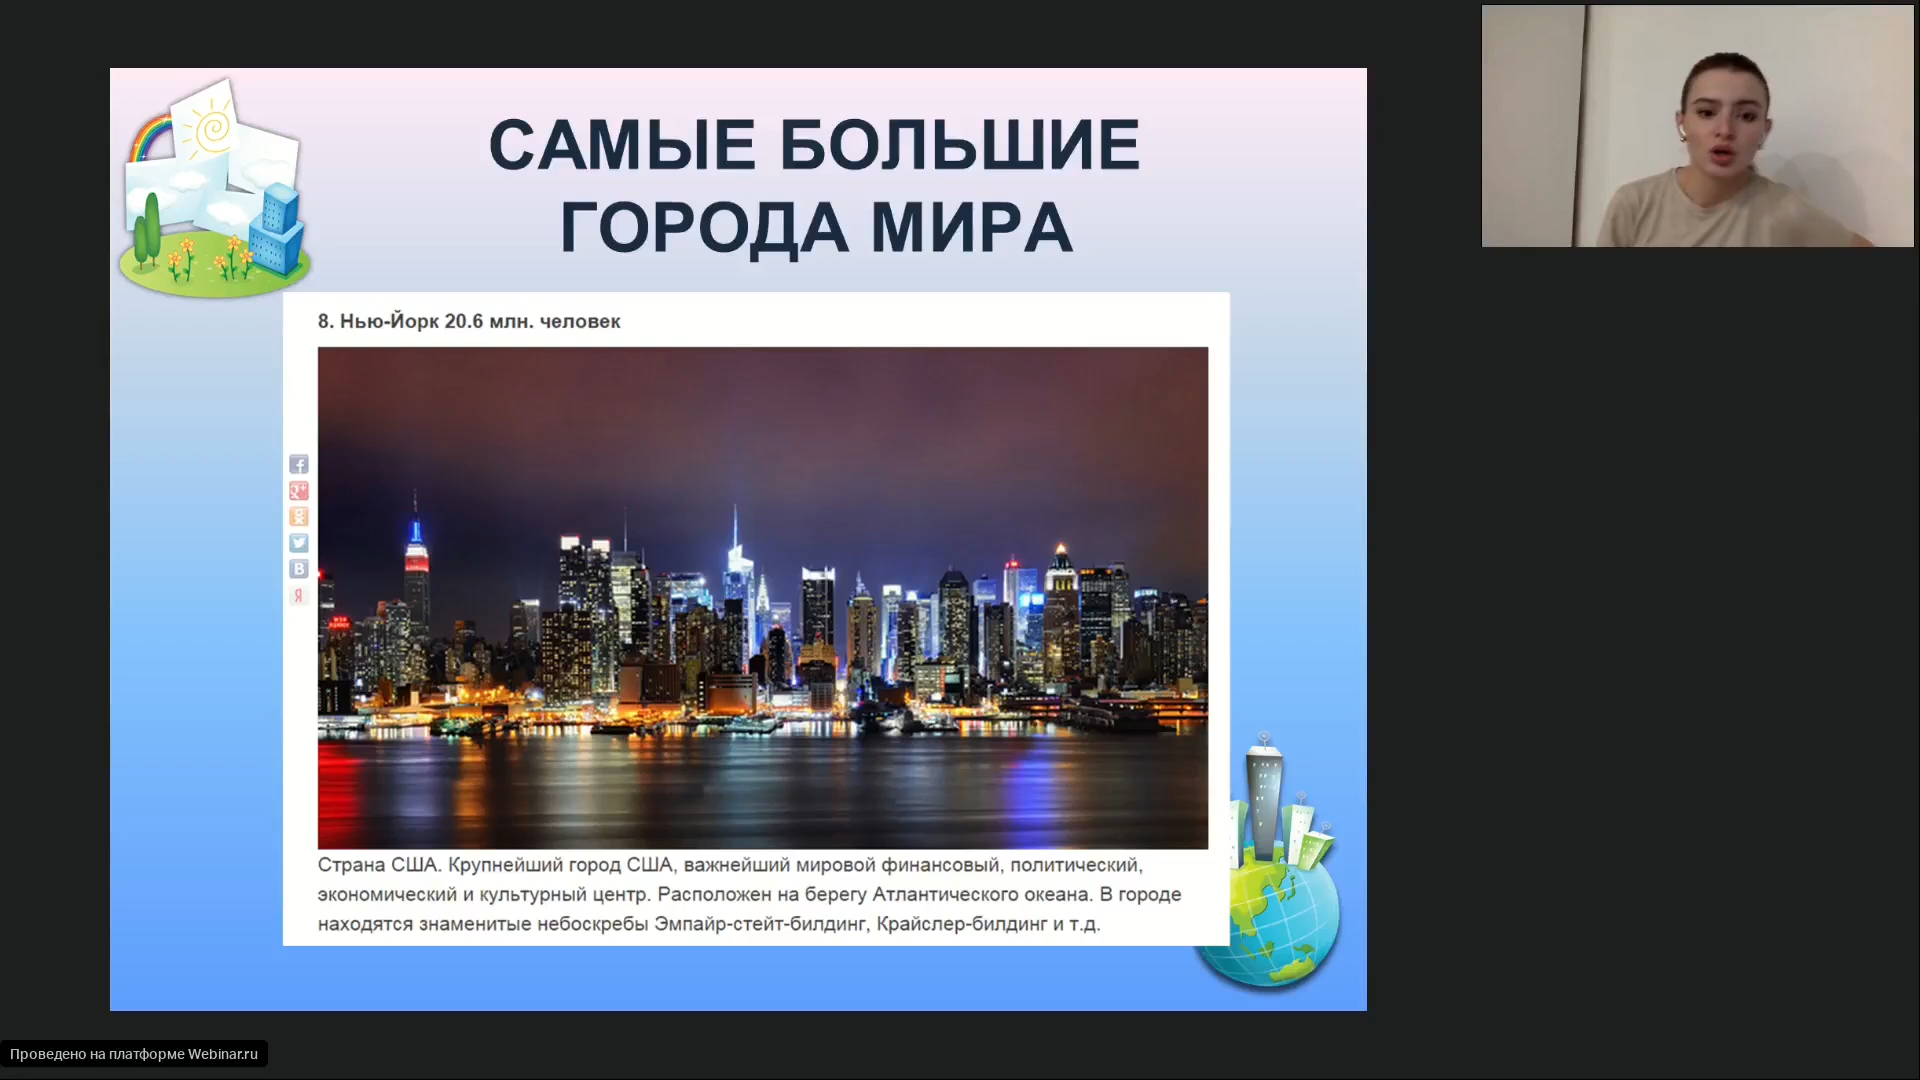 САМЫЕ БОЛЬШИЕ
ГОРОДА МИРА
8. Нью-Йорк 20.6 млн. человек
Страна США. Крупнейший город США, важнейший мировой финансовый, политический,
экономический и культурный центр. Расположен на берегу Атлантического океана. В городе
находятся знаменитые небоскребы Эмпайр-стейт-билдинг, Крайслер-билдинг и т.д.
Проведено на платформе Webinar.ru